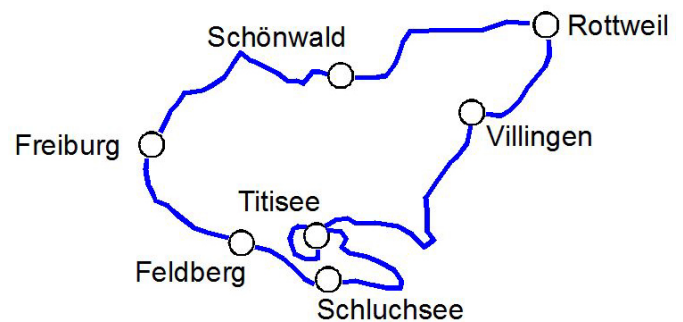 Schönwald
Rottweil
Freiburg
Villingen
Titisee
Feldberg
Schluchsee